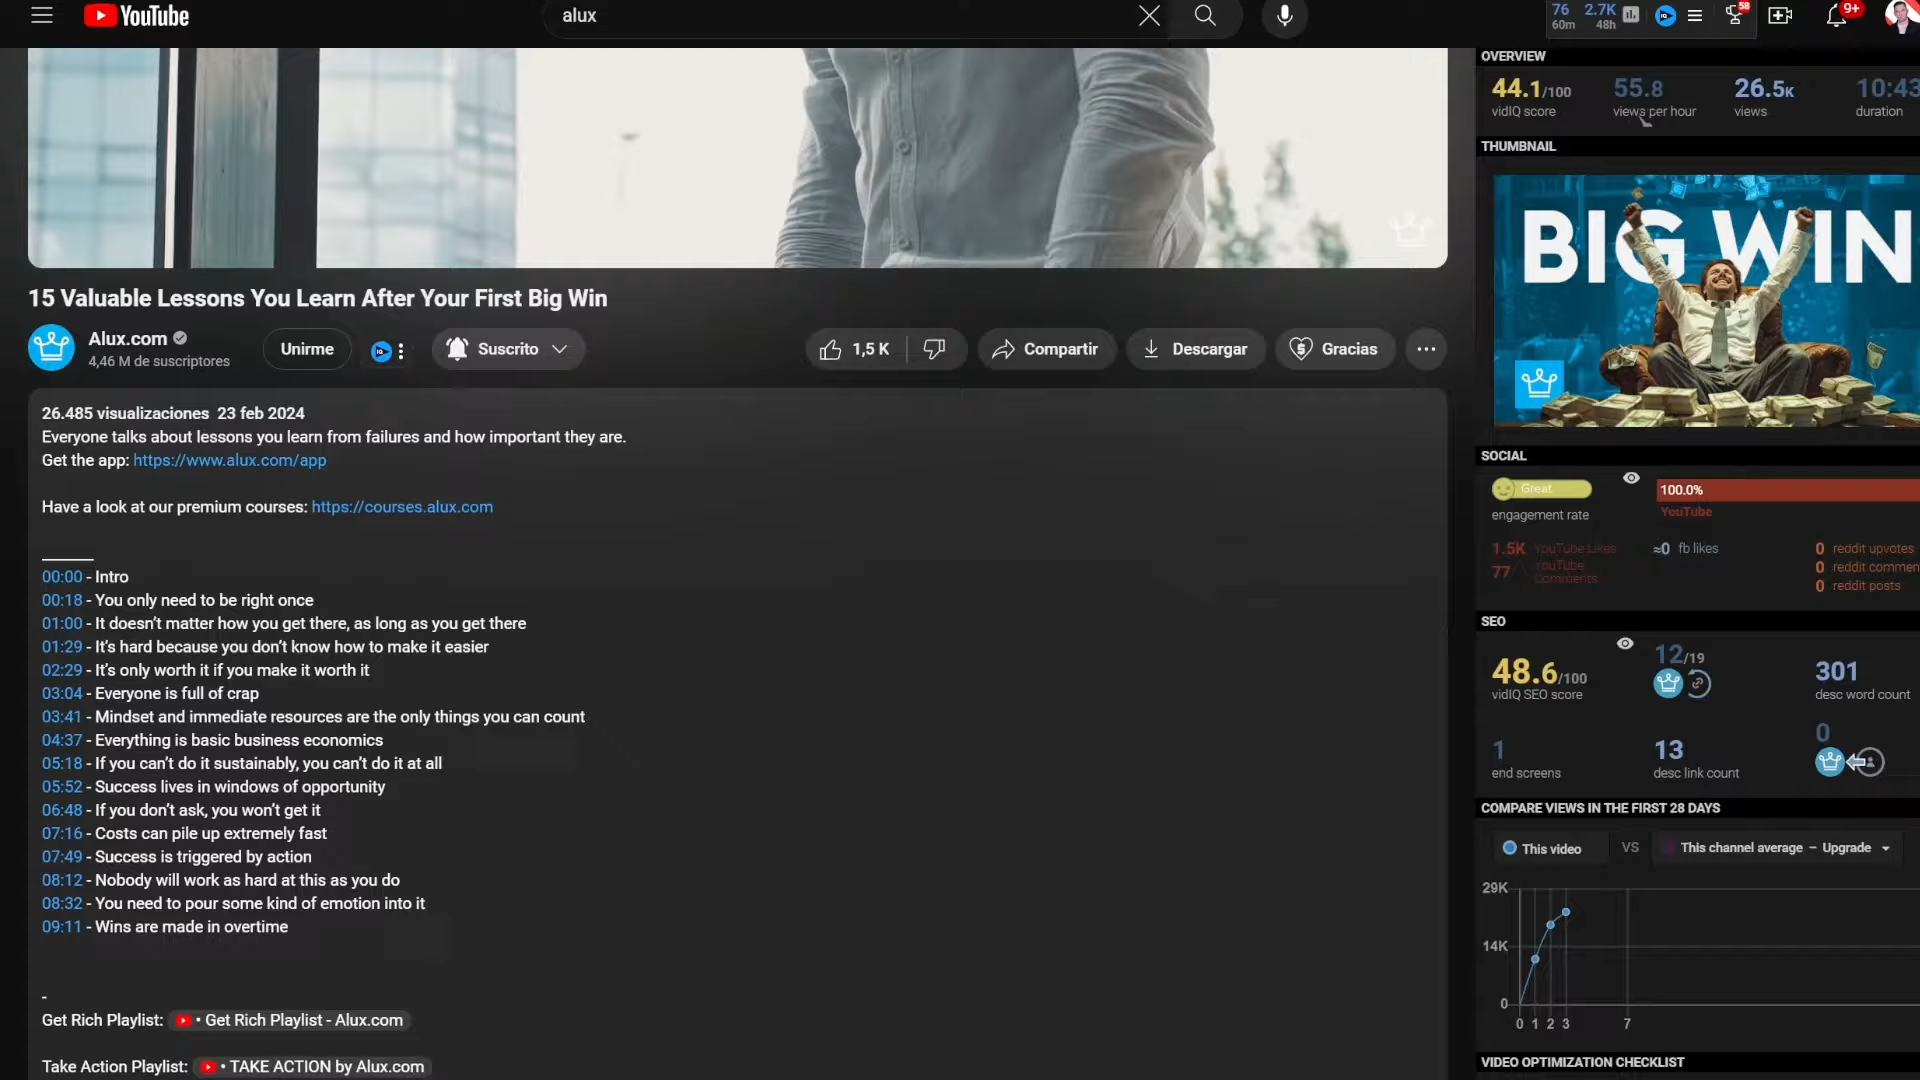 YouTube
alux
76
60m
2.7K
48h
58
9+
15 Valuable Lessons You Learn After Your First Big Win
Alux.com
4,46 M de suscriptores
Unirme
Suscrito
1,5 K
Compartir
Descargar
Gracias
26.485 visualizaciones 23 feb 2024
Everyone talks about lessons you learn from failures and how important they are.
Get the app: https://www.alux.com/app
Have a look at our premium courses: https://courses.alux.com
00:00 - Intro
00:18 - You only need to be right once
01:00 - It doesn’t matter how you get there, as long as you get there
01:29 - It’s hard because you don’t know how to make it easier
02:29 - It’s only worth it if you make it worth it
03:04 - Everyone is full of crap
03:41 - Mindset and immediate resources are the only things you can count
04:37 - Everything is basic business economics
05:18 - If you can’t do it sustainably, you can’t do it at all
05:52 - Success lives in windows of opportunity
06:48 - If you don’t ask, you won’t get it
07:16 - Costs can pile up extremely fast
07:49 - Success is triggered by action
08:12 - Nobody will work as hard at this as you do
08:32 - You need to pour some kind of emotion into it
09:11 - Wins are made in overtime
-
Get Rich Playlist: • Get Rich Playlist - Alux.com
Take Action Playlist: • TAKE ACTION by Alux.com
OVERVIEW
44.1/100
vidIQ score
55.8
views per hour
26.5K
views
10:43
duration
THUMBNAIL
BIG WIN
SOCIAL
Great
engagement rate
100.0%
YouTube
1.5K YouTube Likes
77 YouTube Comments
≈0 fb likes
0 reddit upvotes
0 reddit commen
0 reddit posts
SEO
48.6/100
vidIQ SEO score
12/19
301
desc word count
1
end screens
13
desc link count
0
COMPARE VIEWS IN THE FIRST 28 DAYS
This video
VS
This channel average – Upgrade
29K
14K
0
0 1 2 3 7
VIDEO OPTIMIZATION CHECKLIST